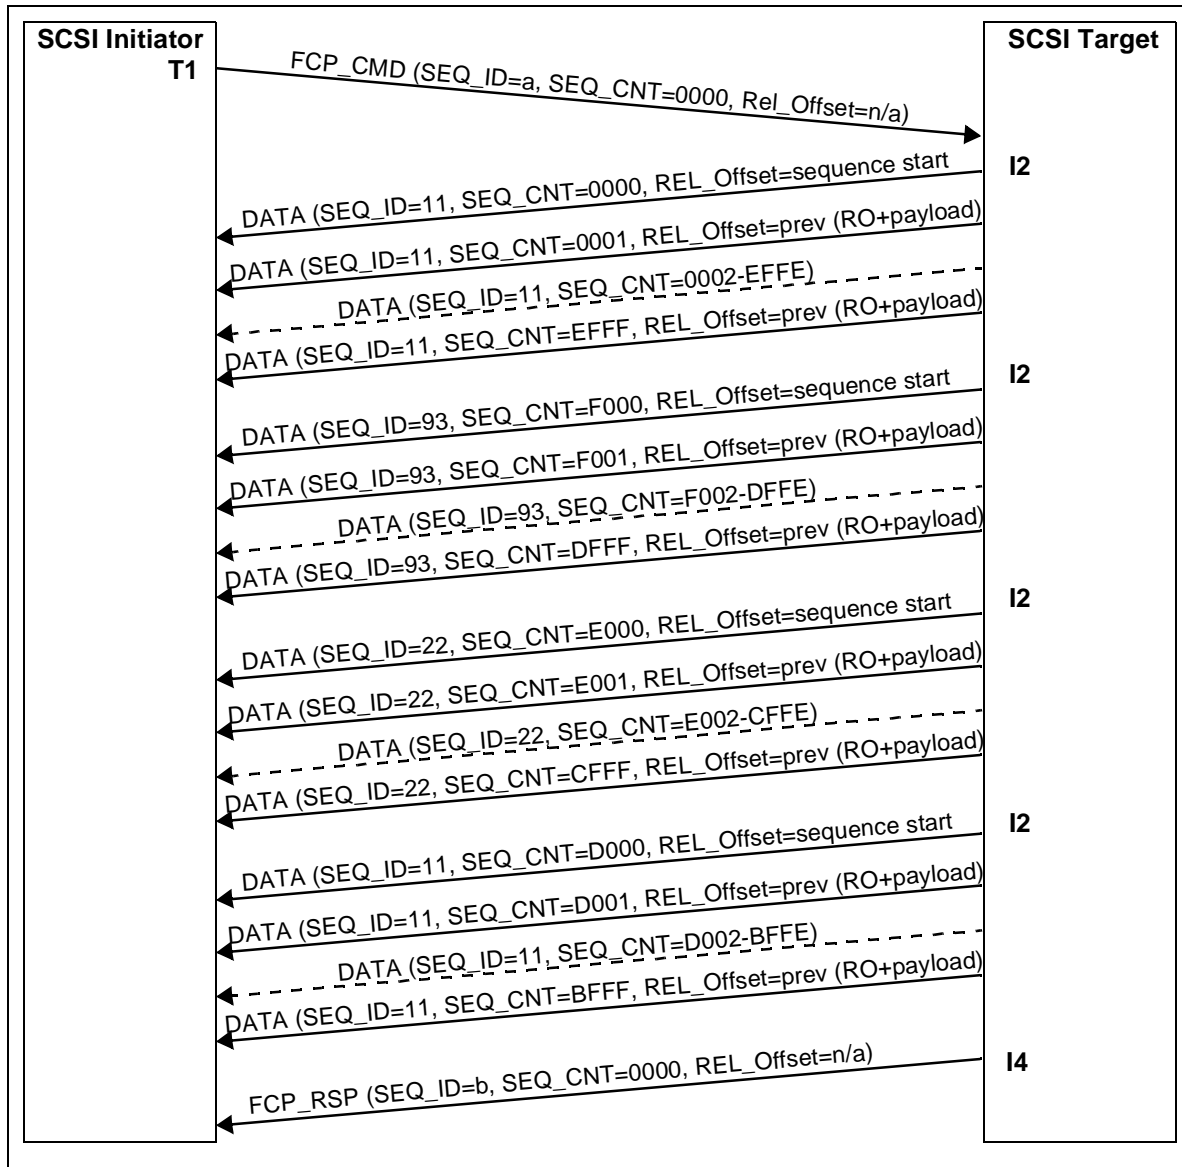 SCSI Initiator
T1
SCSI Target
FCP_CMD (SEQ_ID=a, SEQ_CNT=0000, Rel_Offset=n/a)
I2
DATA (SEQ_ID=11, SEQ_CNT=0000, REL_Offset=sequence start
DATA (SEQ_ID=11, SEQ_CNT=0001, REL_Offset=prev (RO+payload)
DATA (SEQ_ID=11, SEQ_CNT=0002-EFFE)
DATA (SEQ_ID=11, SEQ_CNT=EFFF, REL_Offset=prev (RO+payload)
I2
DATA (SEQ_ID=93, SEQ_CNT=F000, REL_Offset=sequence start
DATA (SEQ_ID=93, SEQ_CNT=F001, REL_Offset=prev (RO+payload)
DATA (SEQ_ID=93, SEQ_CNT=F002-DFFE)
DATA (SEQ_ID=93, SEQ_CNT=DFFF, REL_Offset=prev (RO+payload)
I2
DATA (SEQ_ID=22, SEQ_CNT=E000, REL_Offset=sequence start
DATA (SEQ_ID=22, SEQ_CNT=E001, REL_Offset=prev (RO+payload)
DATA (SEQ_ID=22, SEQ_CNT=E002-CFFE)
DATA (SEQ_ID=22, SEQ_CNT=CFFF, REL_Offset=prev (RO+payload)
I2
DATA (SEQ_ID=11, SEQ_CNT=D000, REL_Offset=sequence start
DATA (SEQ_ID=11, SEQ_CNT=D001, REL_Offset=prev (RO+payload)
DATA (SEQ_ID=11, SEQ_CNT=D002-BFFE)
DATA (SEQ_ID=11, SEQ_CNT=BFFF, REL_Offset=prev (RO+payload)
I4
FCP_RSP (SEQ_ID=b, SEQ_CNT=0000, REL_Offset=n/a)